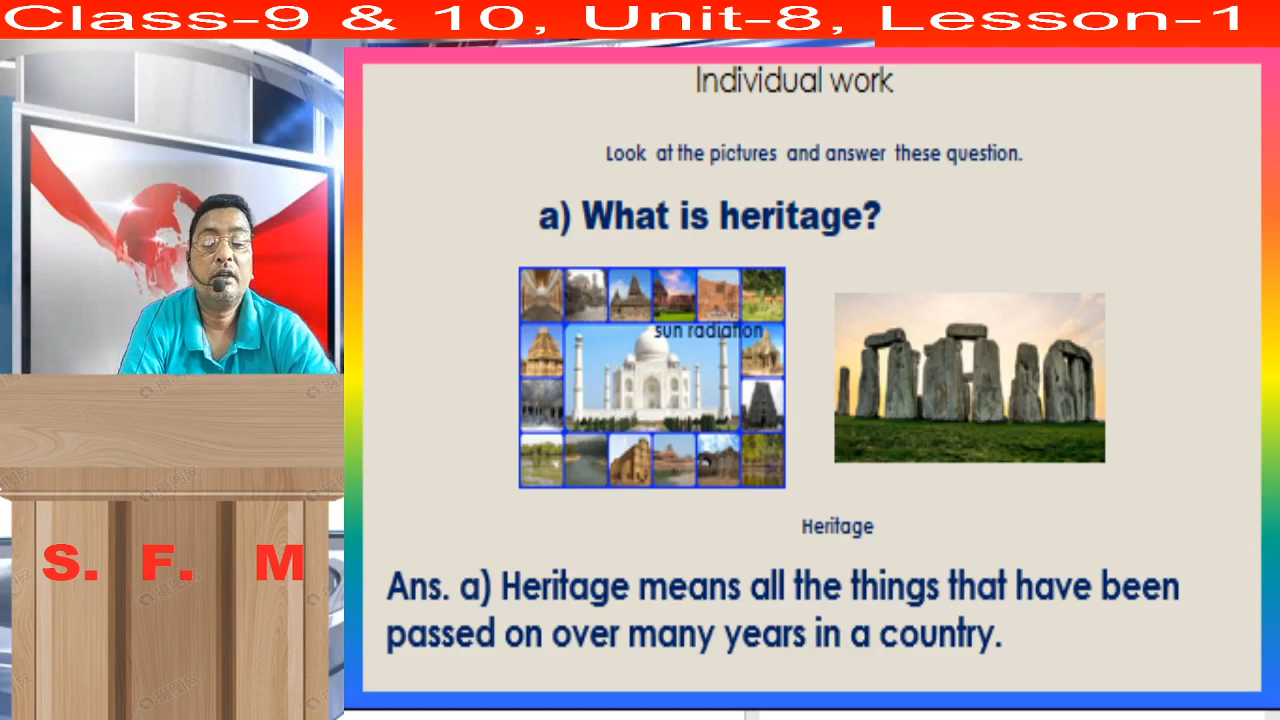 Class-9 & 10, Unit-8, Lesson-1
Individual work
Look at the pictures and answer these question.
a) What is heritage?
sun radiation
Heritage
Ans. a) Heritage means all the things that have been
passed on over many years in a country.
S. F. M